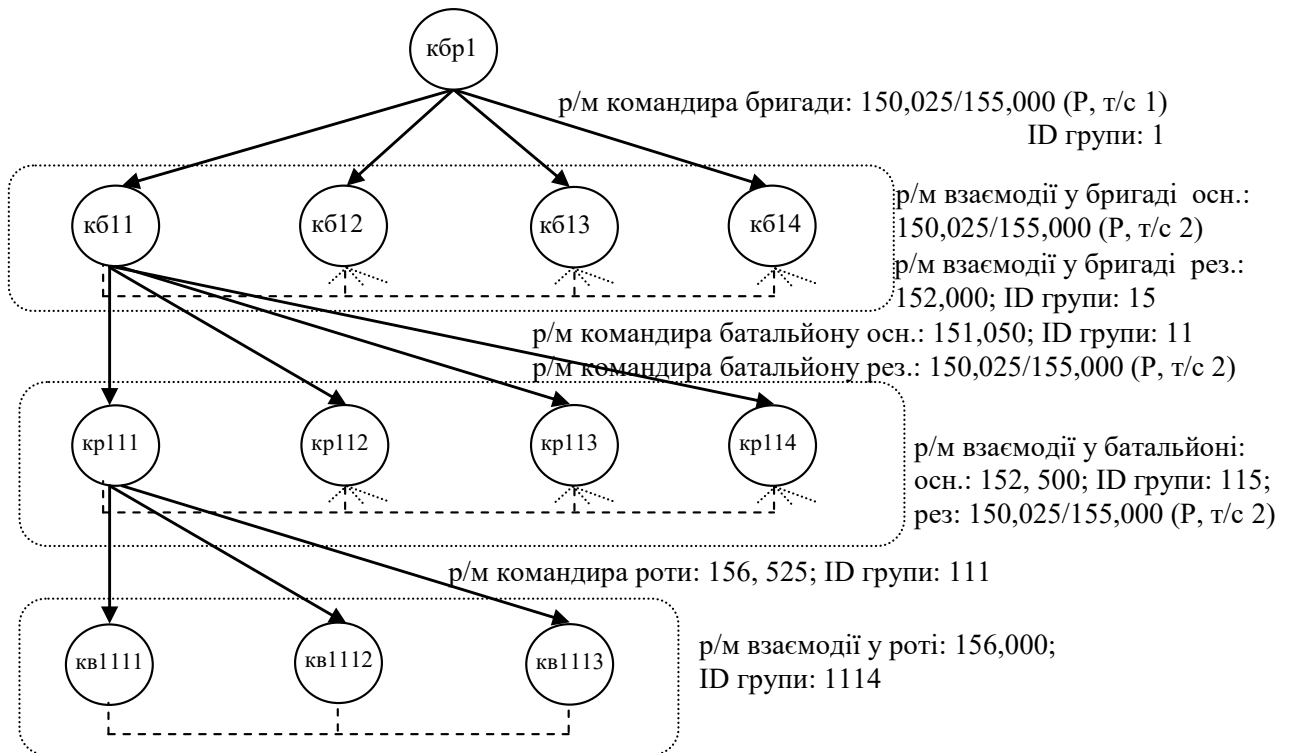 кбр1
р/м командира бригади: 150,025/155,000 (Р, т/с 1)
ID групи: 1
кб11
кб12
кб13
кб14
р/м взаємодії у бригаді осн.:
150,025/155,000 (Р, т/с 2)
р/м взаємодії у бригаді рез.:
152,000; ID групи: 15
р/м командира батальйону осн.: 151,050; ID групи: 11
р/м командира батальйону рез.: 150,025/155,000 (Р, т/с 2)
кр111
кр112
кр113
кр114
р/м взаємодії у батальйоні:
осн.: 152, 500; ID групи: 115;
рез: 150,025/155,000 (Р, т/с 2)
р/м командира роти: 156, 525; ID групи: 111
кв1111
кв1112
кв1113
р/м взаємодії у роті: 156,000;
ID групи: 1114